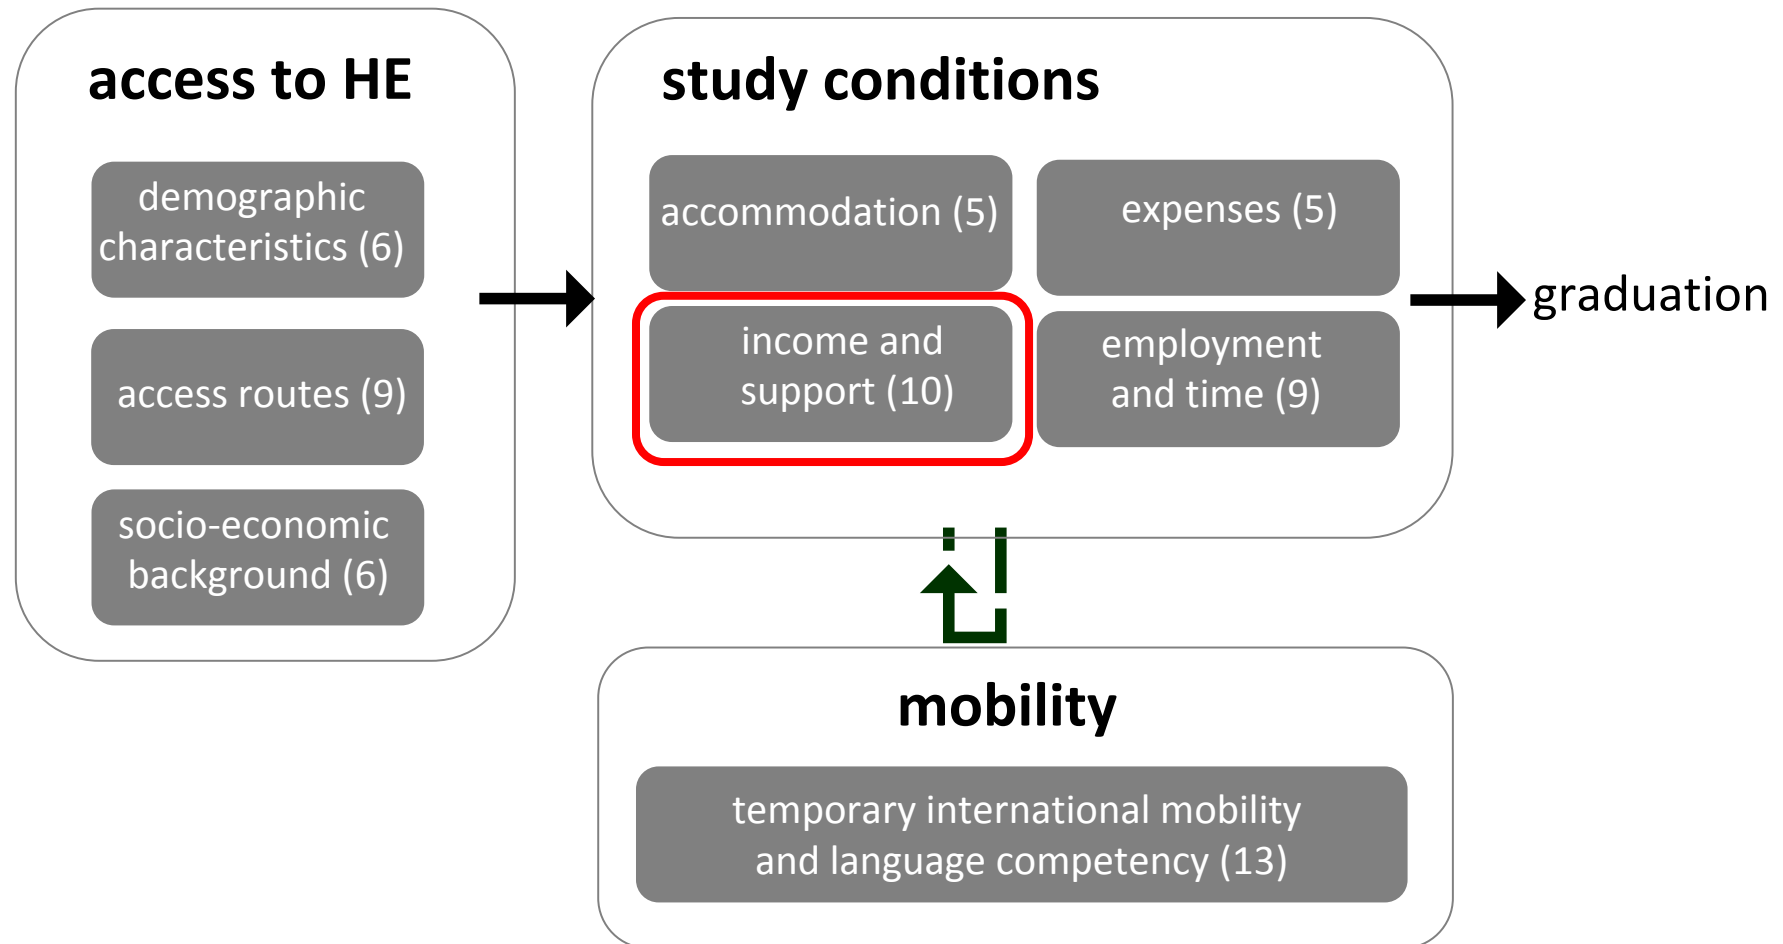 access to HE
demographic
characteristics (6)
access routes (9)
socio-economic
background (6)
study conditions
accommodation (5)
expenses (5)
income and
support (10)
employment
and time (9)
graduation
mobility
temporary international mobility
and language competency (13)